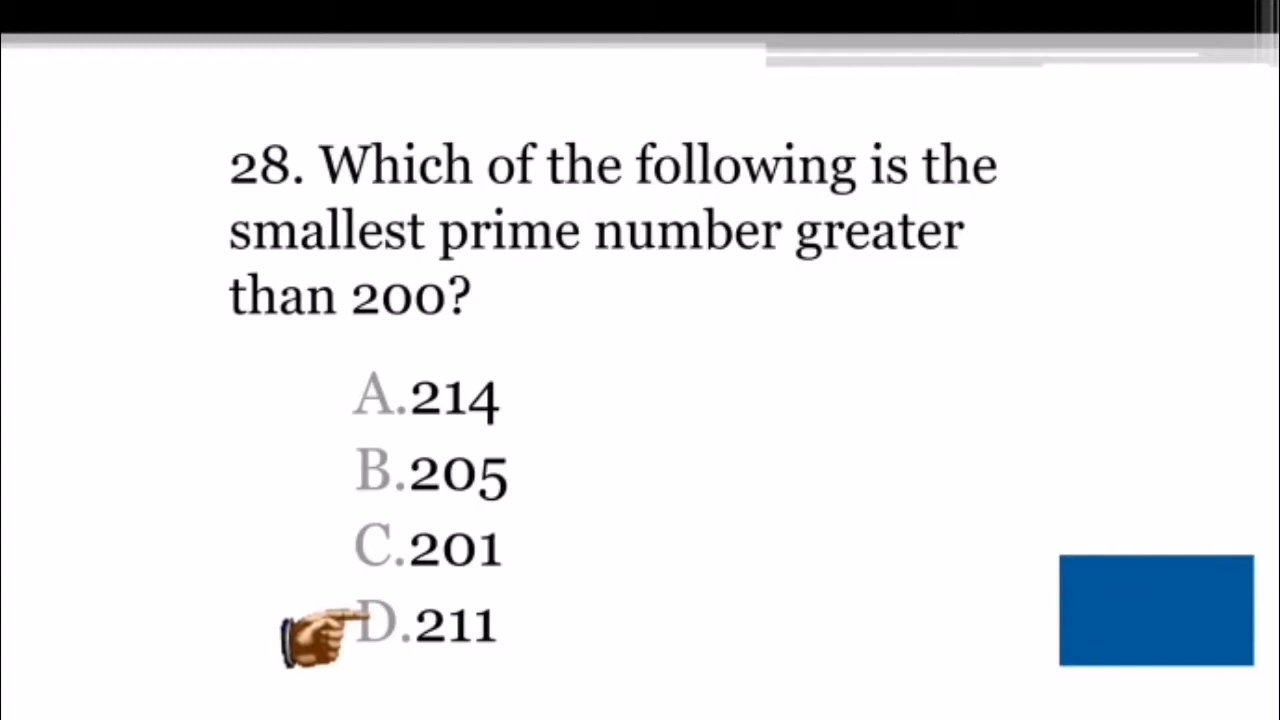 28. Which of the following is the
smallest prime number greater
than 200?
A.214
B.205
C.201
D.211